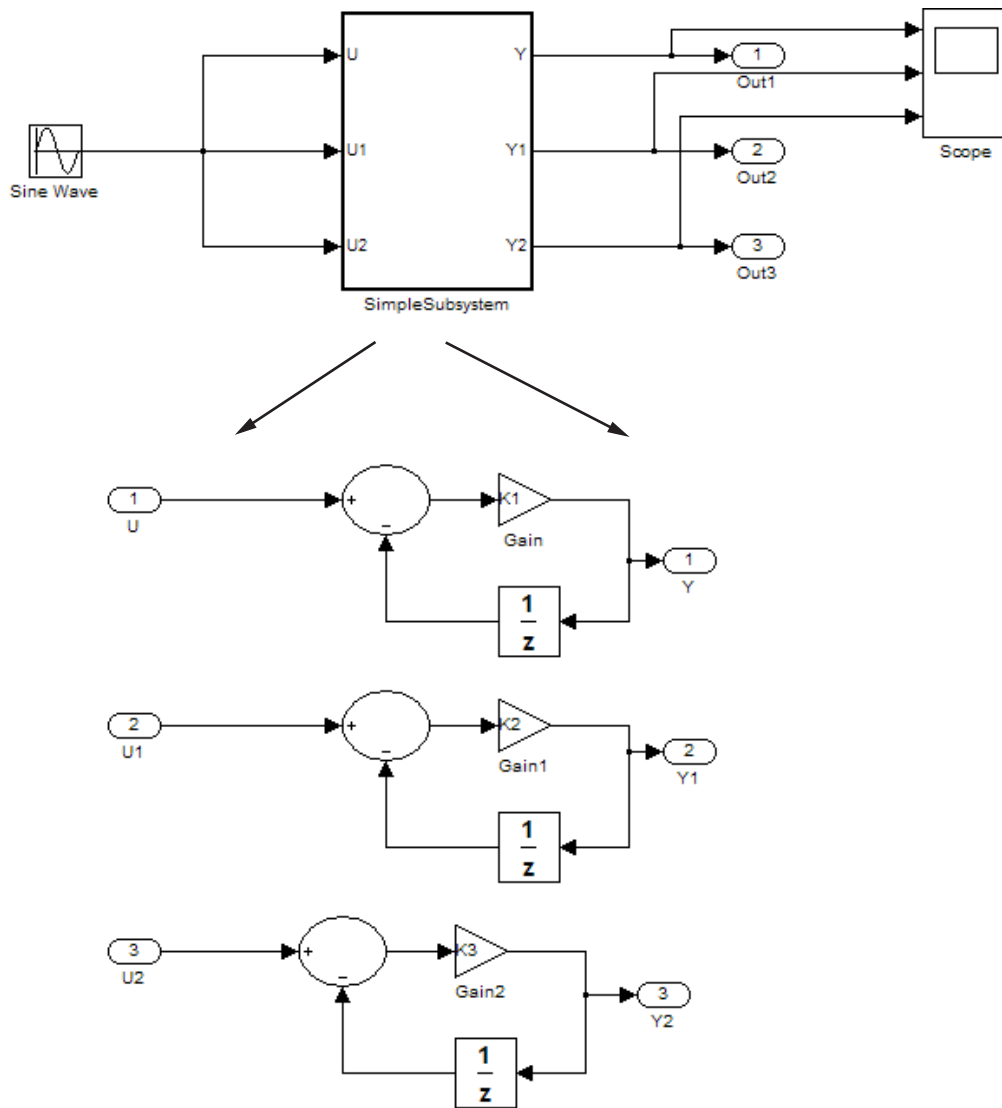 U Y
1
Out1
U1 Y1
2
Out2
Scope
Sine Wave
U2 Y2
3
Out3
SimpleSubsystem
1
U
+
−
K1
Gain
1
Y
1
z
2
U1
+
−
K2
Gain1
2
Y1
1
z
3
U2
+
−
K3
Gain2
3
Y2
1
z